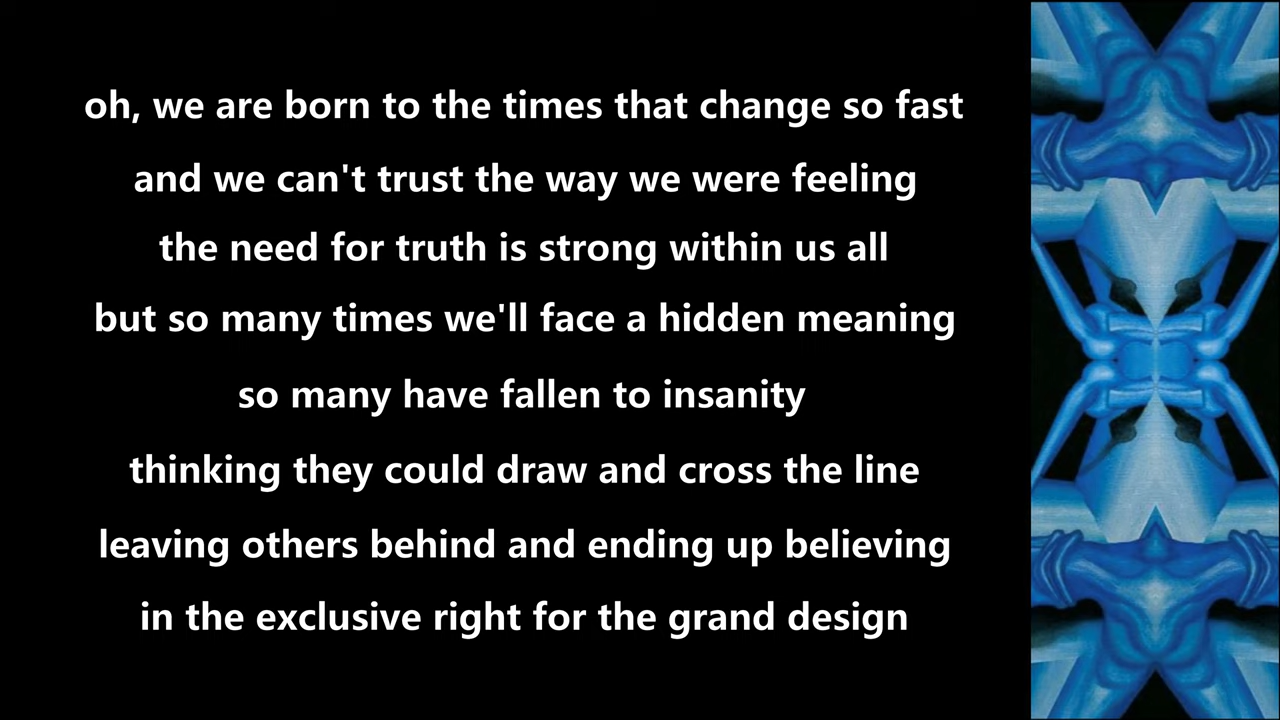 oh, we are born to the times that change so fast
and we can't trust the way we were feeling
the need for truth is strong within us all
but so many times we'll face a hidden meaning
so many have fallen to insanity
thinking they could draw and cross the line
leaving others behind and ending up believing
in the exclusive right for the grand design